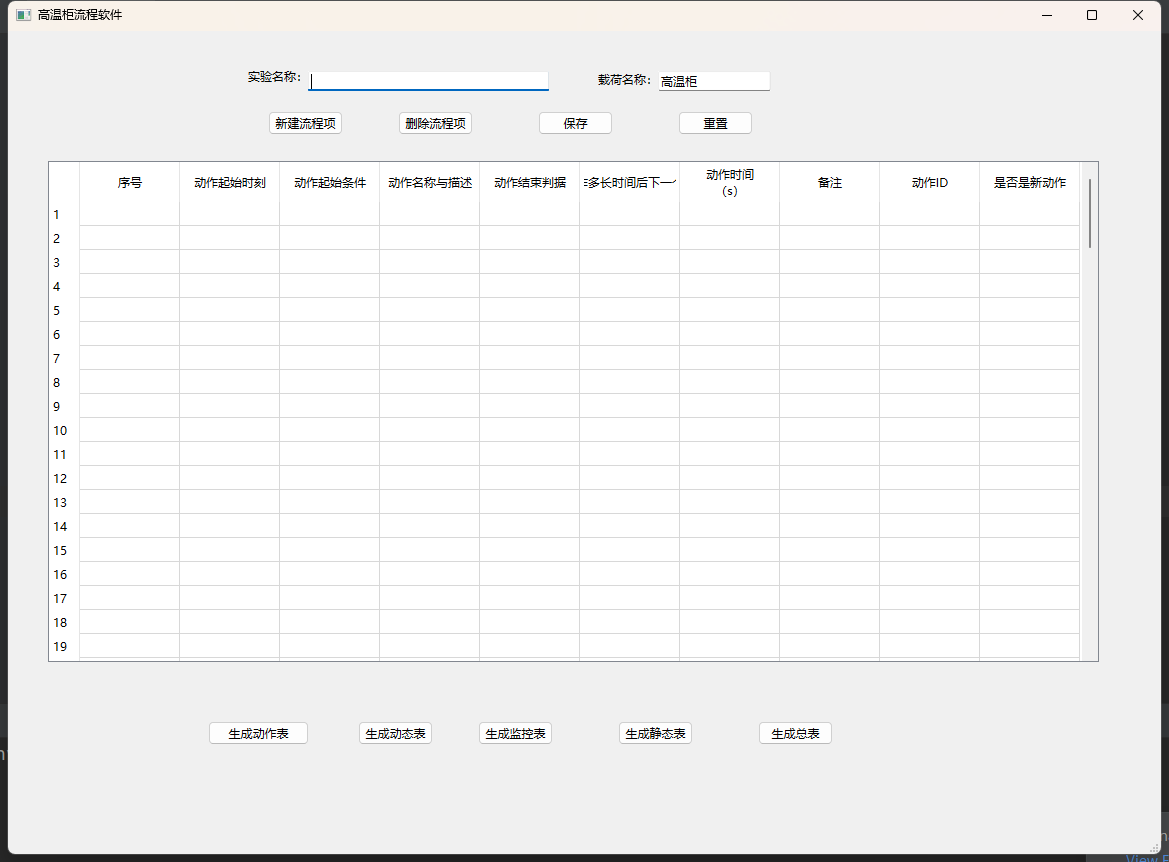 高温柜流程软件
实验名称：
载荷名称： 高温柜
新建流程项 删除流程项 保存 重置
序号 动作起始时刻 动作起始条件 动作名称与描述 动作结束判据 多长时间后下一个 动作时间 备注 动作ID 是否是新动作
（s）
1
2
3
4
5
6
7
8
9
10
11
12
13
14
15
16
17
18
19
生成动作表 生成动态表 生成监控表 生成静态表 生成总表
View